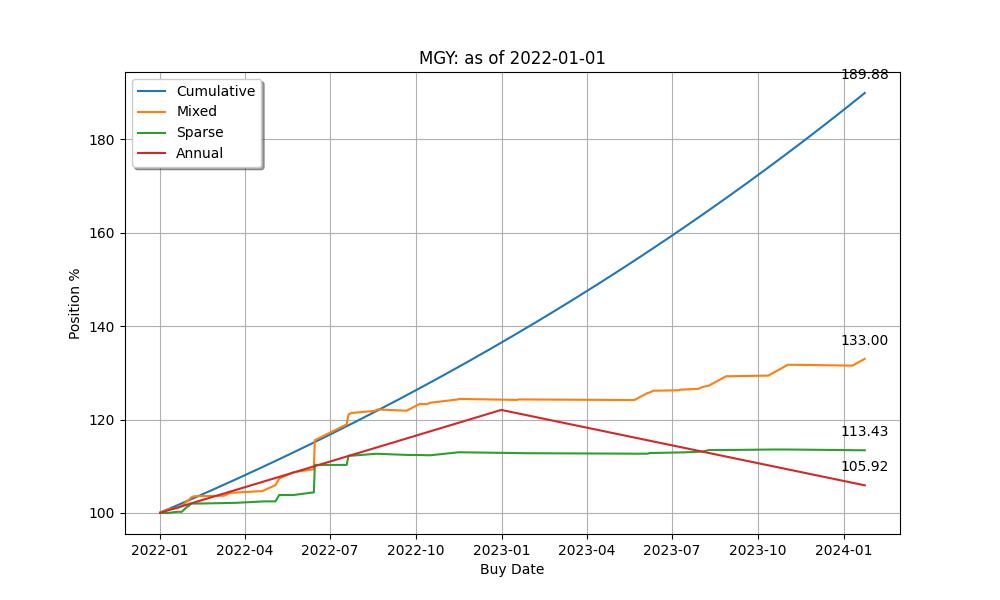 MGY: as of 2022-01-01
189.88
Cumulative
Mixed
Sparse
Annual
180
160
140
120
100
Position %
133.00
113.43
105.92
2022-01 2022-04 2022-07 2022-10 2023-01 2023-04 2023-07 2023-10 2024-01
Buy Date